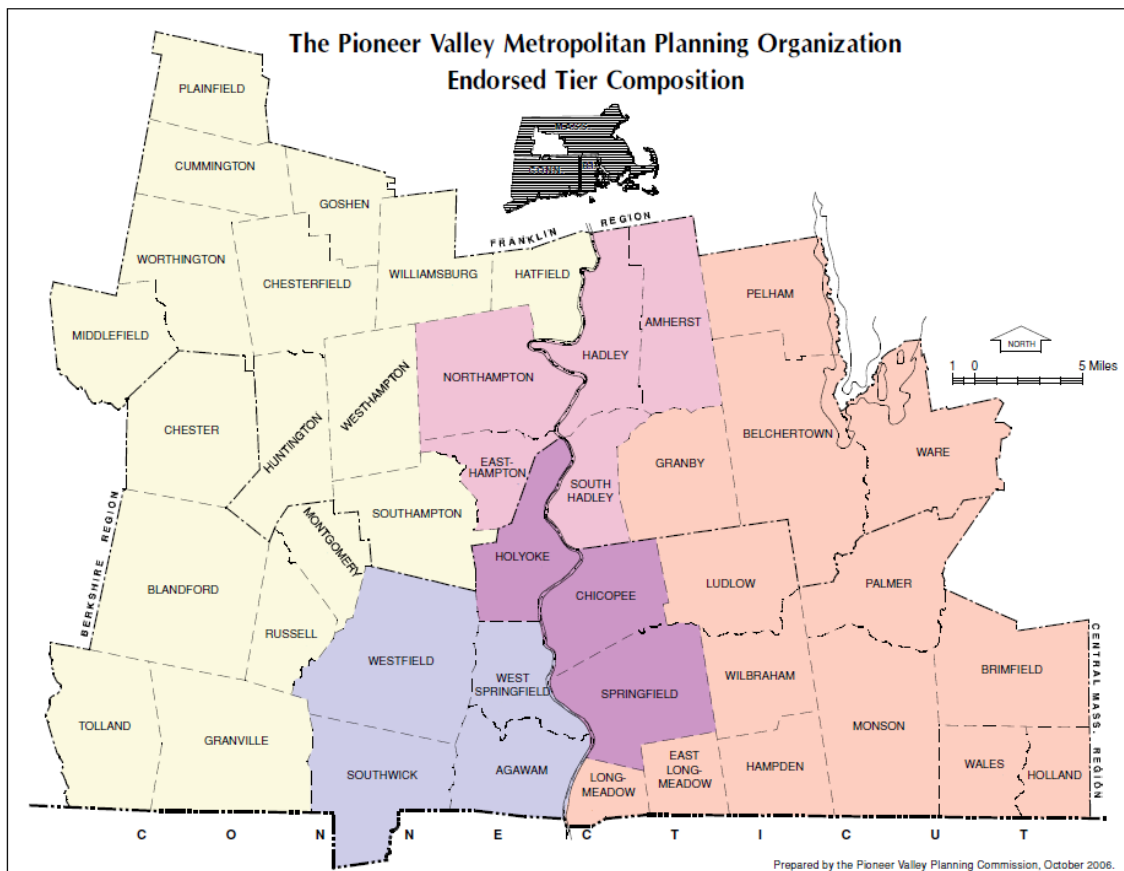 The Pioneer Valley Metropolitan Planning Organization
Endorsed Tier Composition
PLAINFIELD
MASS.
CUMMINGTON
CONN.
R.I.
GOSHEN
FRANKLIN REGION
WORTHINGTON
CHESTERFIELD
WILLIAMSBURG
HATFIELD
PELHAM
MIDDLEFIELD
AMHERST
HADLEY
NORTH
1 0 5 Miles
NORTHAMPTON
WESTHAMPTON
CHESTER
HUNTINGTON
BELCHERTOWN
WARE
EAST-
HAMPTON
GRANBY
SOUTH
HADLEY
SOUTHAMPTON
MONTGOMERY
BERKSHIRE REGION
HOLYOKE
CHICOPEE
LUDLOW
PALMER
BLANDFORD
RUSSELL
WESTFIELD
WEST
SPRINGFIELD
SPRINGFIELD
WILBRAHAM
BRIMFIELD
CENTRAL MASS. REGION
TOLLAND
GRANVILLE
MONSON
SOUTHWICK
AGAWAM
LONG-
MEADOW
EAST
LONG-
MEADOW
HAMPDEN
WALES
HOLLAND
C O N N E C T I C U T
Prepared by the Pioneer Valley Planning Commission, October 2006.